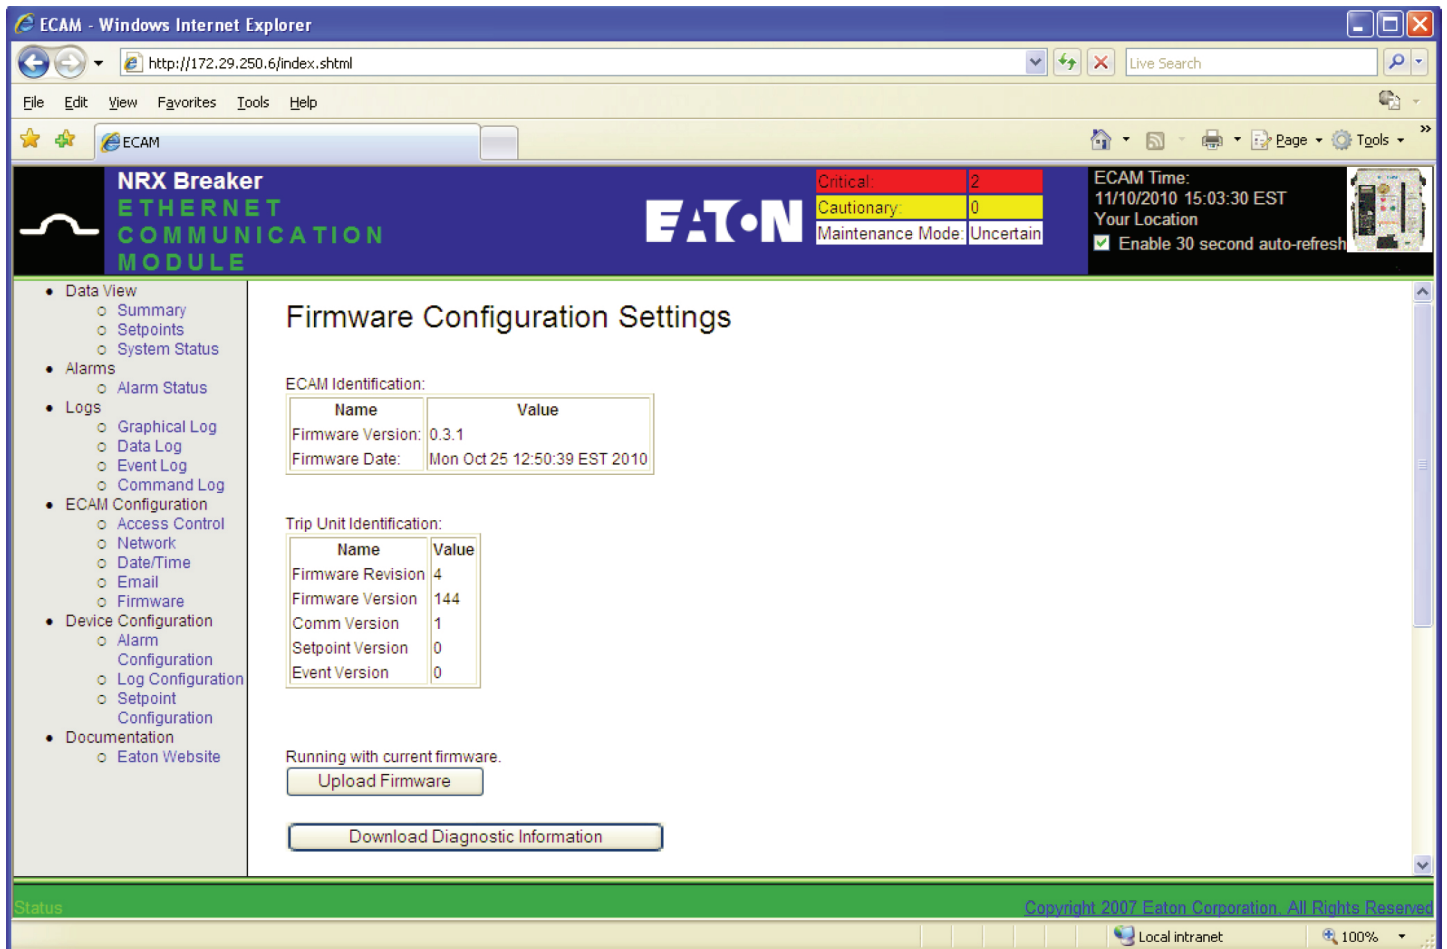 ECAM - Windows Internet Explorer
http://172.29.250.6/index.shtml
Live Search
File Edit View Favorites Tools Help
ECAM
Page Tools »
NRX Breaker
ETHERNET
COMMUNICATION
MODULE
EATON
Critical: 2
Cautionary: 0
Maintenance Mode: Uncertain
ECAM Time:
11/10/2010 15:03:30 EST
Your Location
Enable 30 second auto-refresh
Data View
Summary
Setpoints
System Status
Alarms
Alarm Status
Logs
Graphical Log
Data Log
Event Log
Command Log
ECAM Configuration
Access Control
Network
Date/Time
Email
Firmware
Device Configuration
Alarm
Configuration
Log Configuration
Setpoint
Configuration
Documentation
Eaton Website
Firmware Configuration Settings
ECAM Identification:
Name Value
Firmware Version: 0.3.1
Firmware Date: Mon Oct 25 12:50:39 EST 2010
Trip Unit Identification:
Name Value
Firmware Revision 4
Firmware Version 144
Comm Version 1
Setpoint Version 0
Event Version 0
Running with current firmware.
Upload Firmware
Download Diagnostic Information
Status
Copyright 2007 Eaton Corporation. All Rights Reserved
Local intranet
100%